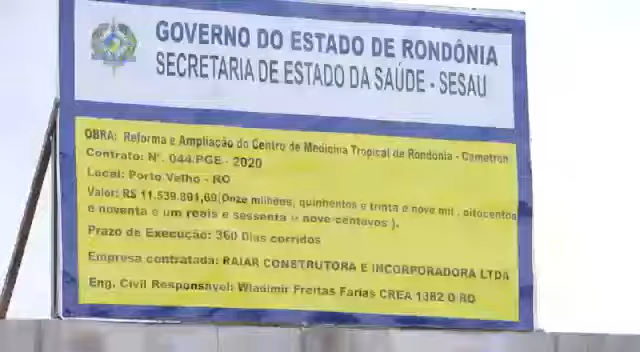 GOVERNO DO ESTADO DE RONDÔNIA
SECRETARIA DE ESTADO DA SAÚDE - SESAU
OBRA: Reforma e Ampliação do Centro de Medicina Tropical de Rondonia - Cemetron
Contrato: N°. 044/PGE - 2020
Local: Porto Velho - RO
Valor: R$ 11.539.891,69(Onze milhões, quinhentos e trinta e nove mil , oitocentos
e noventa e um reais e sessenta e nove centavos ).
Prazo de Execução: 360 Dias corridos
Empresa contratada: RAIAR CONSTRUTORA E INCORPORADORA LTDA
Eng. Civil Responsável: Wladimir Freitas Farias CREA 1382 D RO